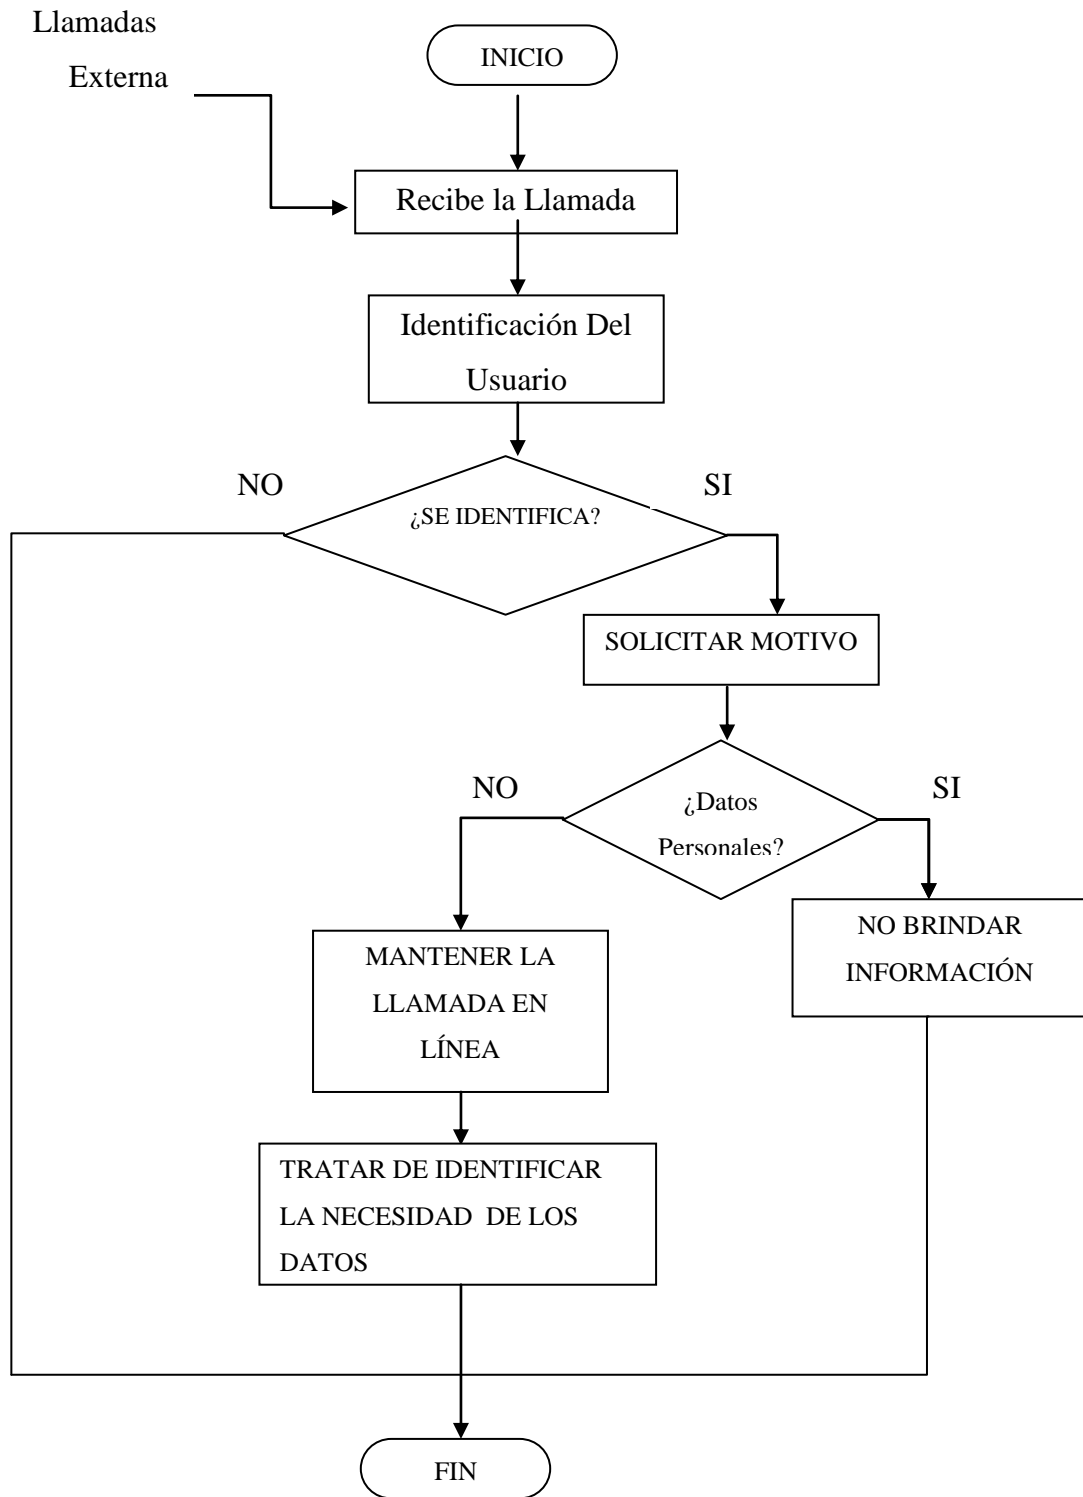 Llamadas
Externa
INICIO
Recibe la Llamada
Identificación Del
Usuario
NO
SI
¿SE IDENTIFICA?
SOLICITAR MOTIVO
NO
SI
¿Datos
Personales?
NO BRINDAR
INFORMACIÓN
MANTENER LA
LLAMADA EN
LÍNEA
TRATAR DE IDENTIFICAR
LA NECESIDAD  DE LOS
DATOS
FIN